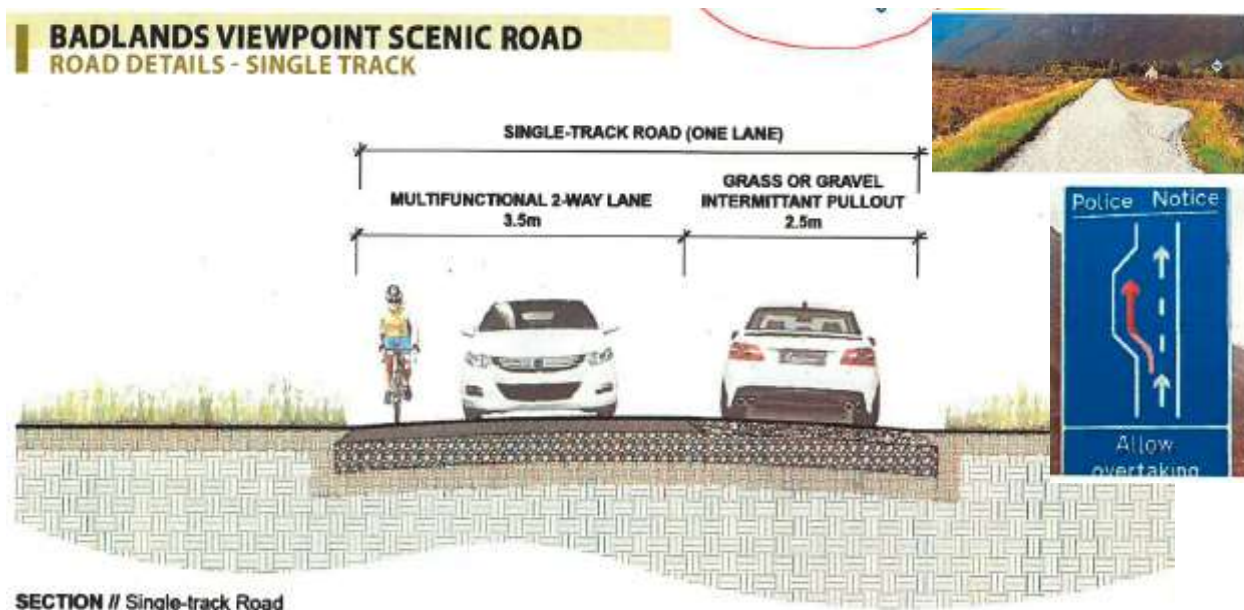 BADLANDS VIEWPOINT SCENIC ROAD
ROAD DETAILS - SINGLE TRACK
SINGLE-TRACK ROAD (ONE LANE)
MULTIFUNCTIONAL 2-WAY LANE
3.5m
GRASS OR GRAVEL
INTERMITTANT PULLOUT
2.5m
Police Notice
Allow
overtaking
SECTION // Single-track Road